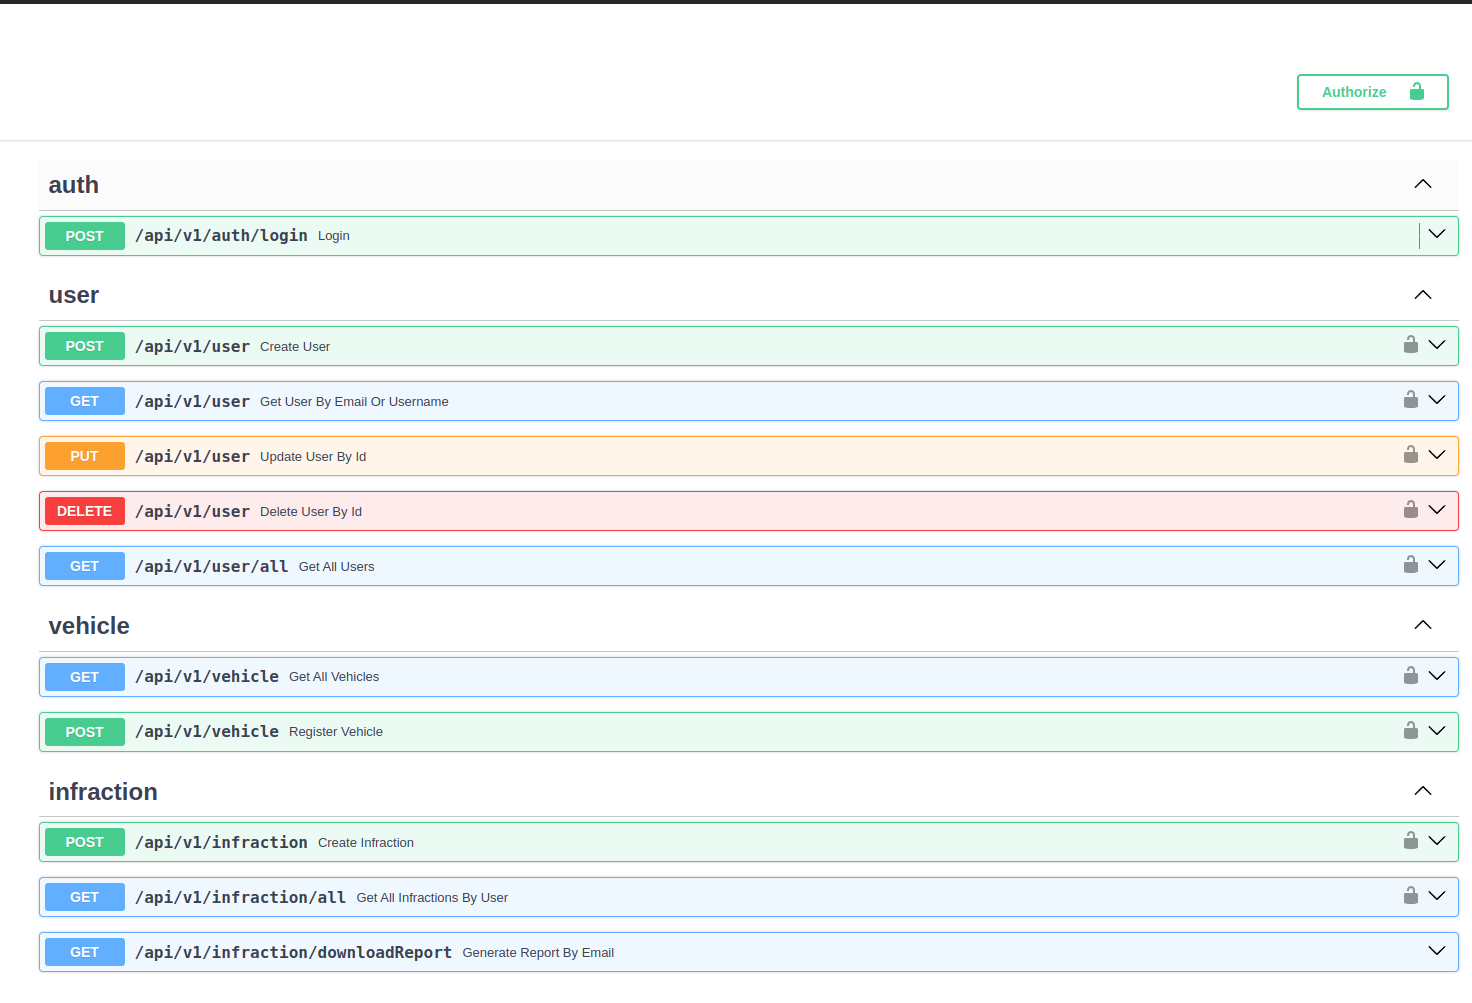 Authorize
auth
POST /api/v1/auth/login Login
user
POST /api/v1/user Create User
GET /api/v1/user Get User By Email Or Username
PUT /api/v1/user Update User By Id
DELETE /api/v1/user Delete User By Id
GET /api/v1/user/all Get All Users
vehicle
GET /api/v1/vehicle Get All Vehicles
POST /api/v1/vehicle Register Vehicle
infraction
POST /api/v1/infraction Create Infraction
GET /api/v1/infraction/all Get All Infractions By User
GET /api/v1/infraction/downloadReport Generate Report By Email